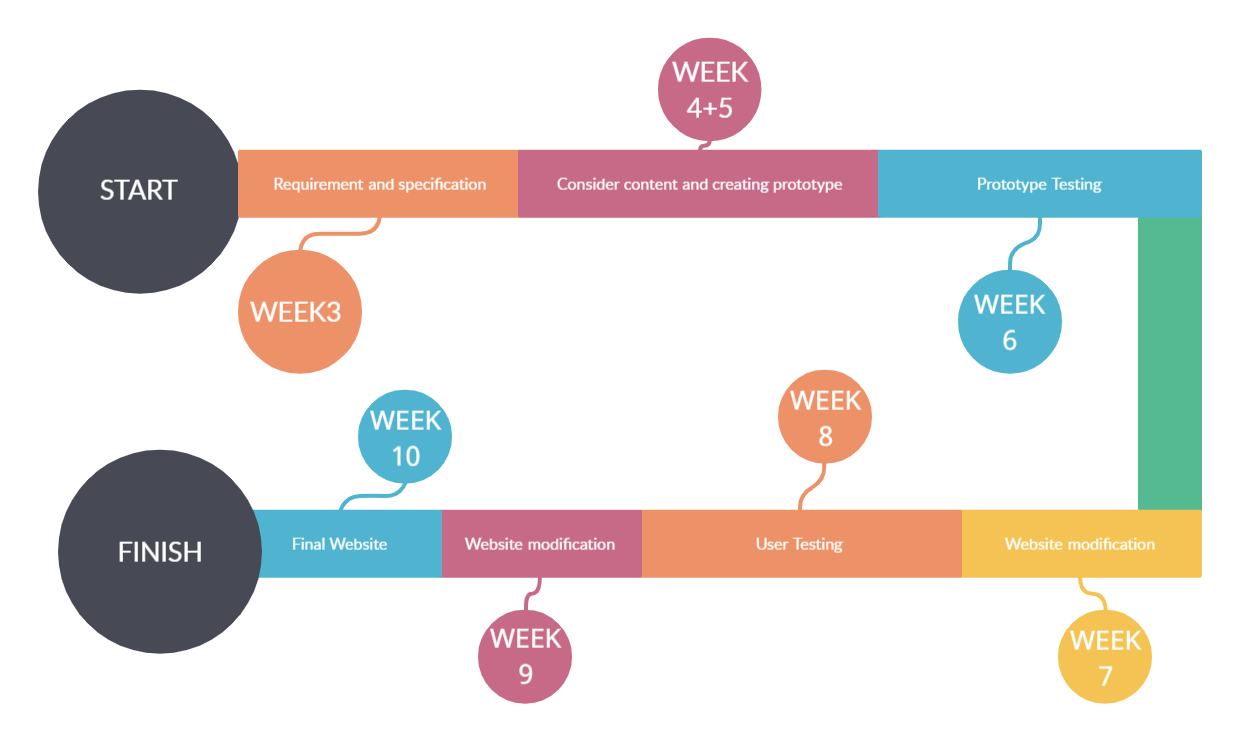 WEEK
4+5
START
Requirement and specification
Consider content and creating prototype
Prototype Testing
WEEK3
WEEK
6
WEEK
8
WEEK
10
FINISH
Final Website
Website modification
User Testing
Website modification
WEEK
9
WEEK
7